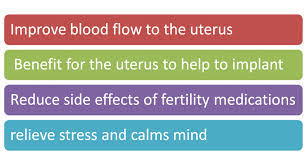 Improve blood flow to the uterus
Benefit for the uterus to help to implant
Reduce side effects of fertility medications
relieve stress and calms mind